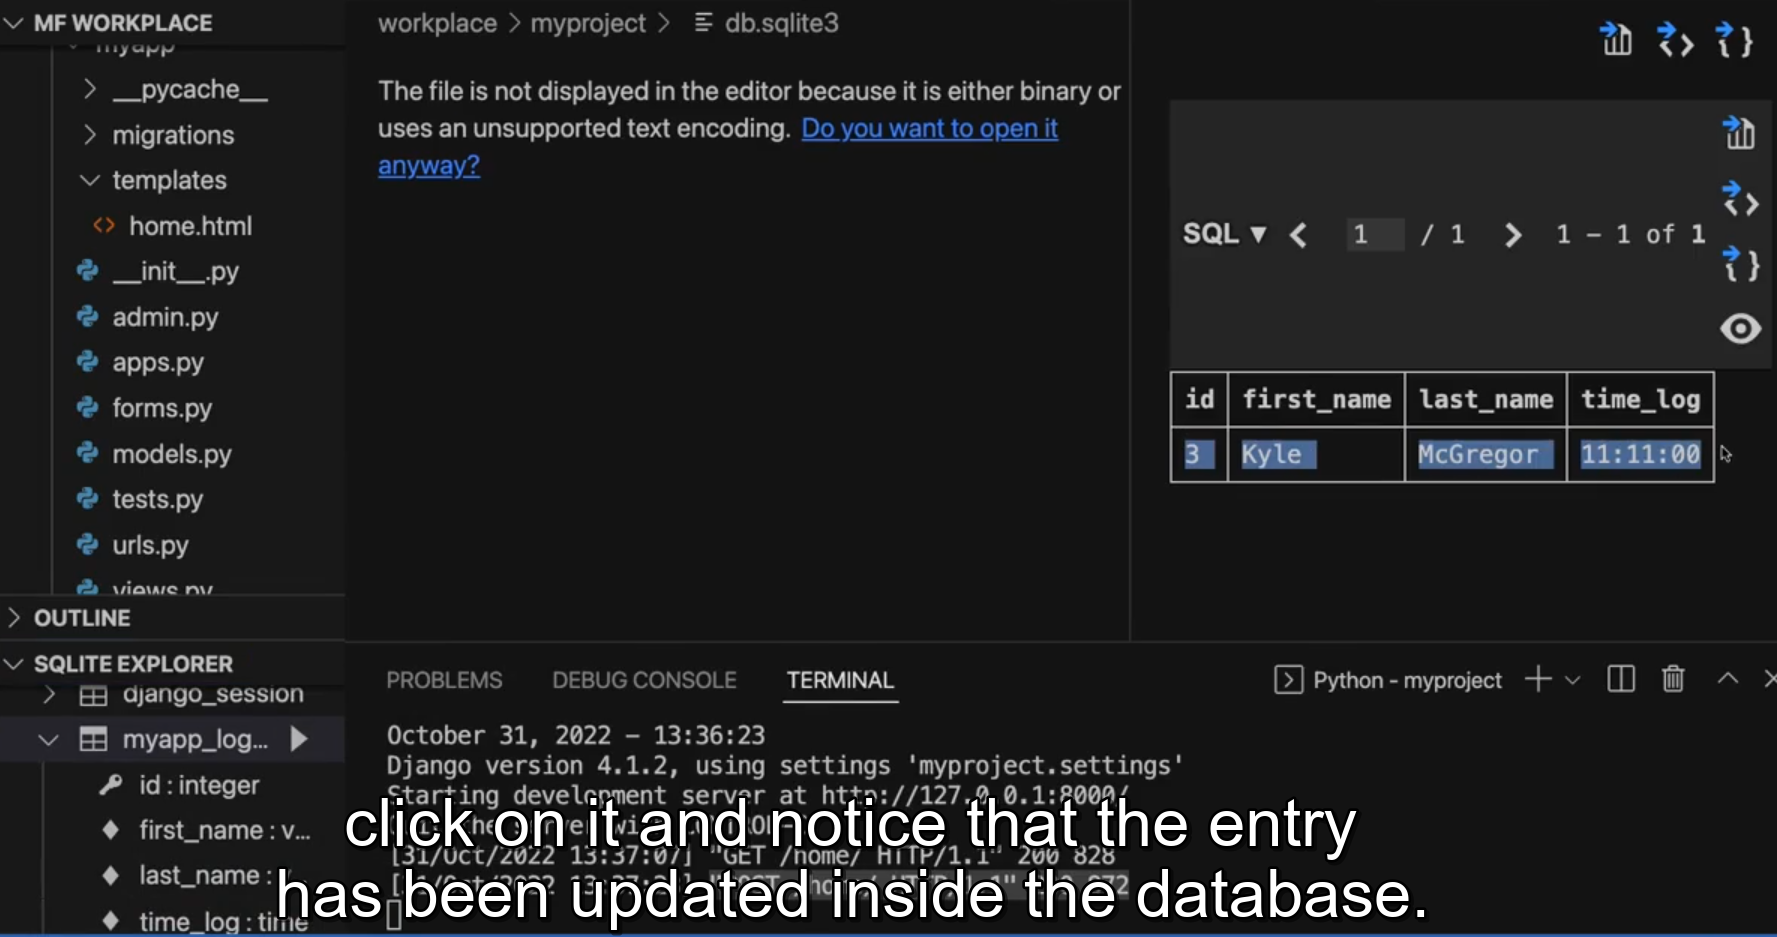 MF WORKPLACE
myapp
__pycache__
migrations
templates
<> home.html
__init__.py
admin.py
apps.py
forms.py
models.py
tests.py
urls.py
views.py
OUTLINE
SQLITE EXPLORER
django_session
myapp_log...
id : integer
first_name : v...
last_name :
time_log : time
workplace > myproject > db.sqlite3
The file is not displayed in the editor because it is either binary or
uses an unsupported text encoding. Do you want to open it
anyway?
SQL ▼ < 1 / 1 > 1 – 1 of 1
id first_name last_name time_log
3 Kyle McGregor 11:11:00
PROBLEMS DEBUG CONSOLE TERMINAL
Python - myproject
October 31, 2022 – 13:36:23
Django version 4.1.2, using settings 'myproject.settings'
Starting development server at http://127.0.0.1:8000/
[31/Oct/2022 13:37:07] "GET /home/ HTTP/1.1" 200 828
click on it and notice that the entry
has been updated inside the database.